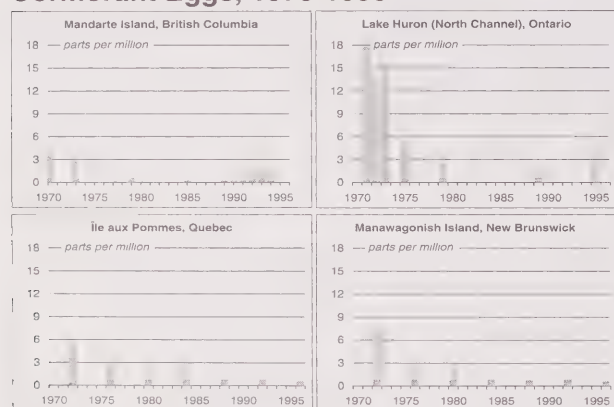 Mandarte Island, British Columbia
18 parts per million
15
12
9
6
3
0
1970 1975 1980 1985 1990 1995
Lake Huron (North Channel), Ontario
18 parts per million
15
12
9
6
3
0
1970 1975 1980 1985 1990 1995
Île aux Pommes, Quebec
18 parts per million
15
12
9
6
3
0
1970 1975 1980 1985 1990 1995
Manawagonish Island, New Brunswick
18 parts per million
15
12
9
6
3
0
1970 1975 1980 1985 1990 1995